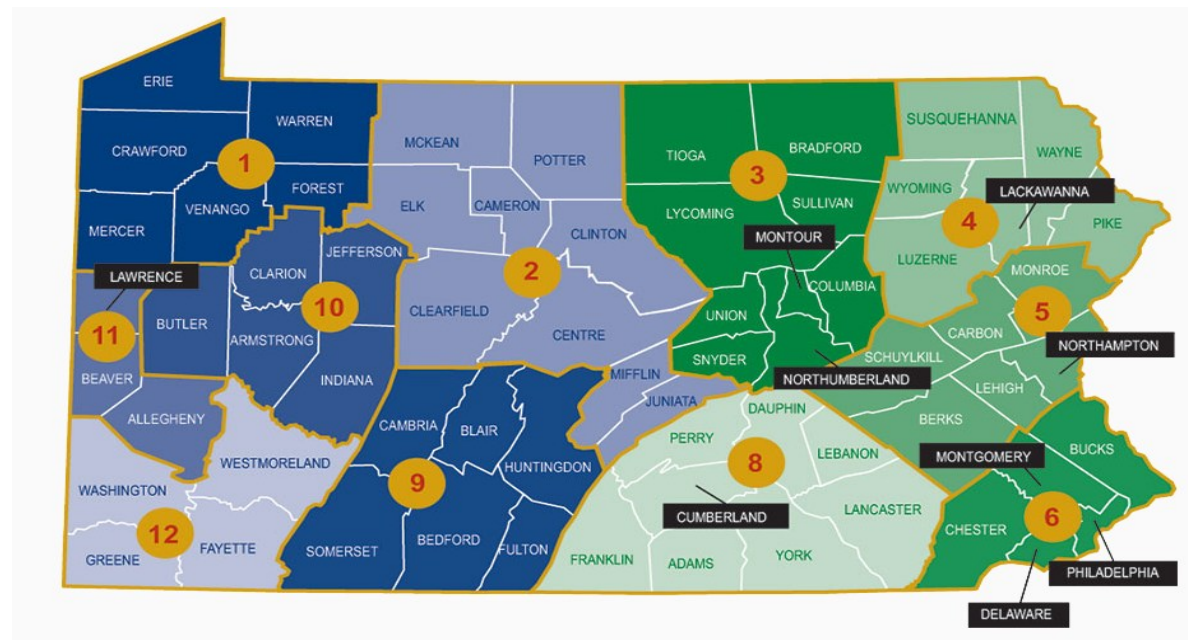 ERIE
WARREN
CRAWFORD
1
FOREST
VENANGO
MERCER
MCKEAN
POTTER
ELK
CAMERON
CLINTON
2
CLEARFIELD
CENTRE
MIFFLIN
JUNIATA
TIOGA
BRADFORD
3
LYCOMING
SULLIVAN
MONTOUR
COLUMBIA
UNION
SNYDER
NORTHUMBERLAND
SUSQUEHANNA
WAYNE
WYOMING
LACKAWANNA
4
PIKE
LUZERNE
MONROE
5
CARBON
NORTHAMPTON
SCHUYLKILL
LEHIGH
BERKS
LAWRENCE
11
BEAVER
ALLEGHENY
CLARION
JEFFERSON
10
BUTLER
ARMSTRONG
INDIANA
WESTMORELAND
WASHINGTON
12
GREENE
FAYETTE
CAMBRIA
BLAIR
HUNTINGDON
9
SOMERSET
BEDFORD
FULTON
DAUPHIN
PERRY
LEBANON
8
CUMBERLAND
LANCASTER
FRANKLIN
ADAMS
YORK
BUCKS
MONTGOMERY
6
CHESTER
PHILADELPHIA
DELAWARE